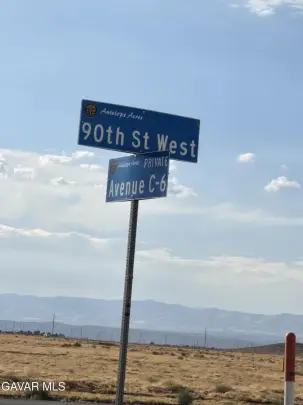 Antelope Acres
90th St West
PRIVATE
Avenue C-6
GAVAR MLS